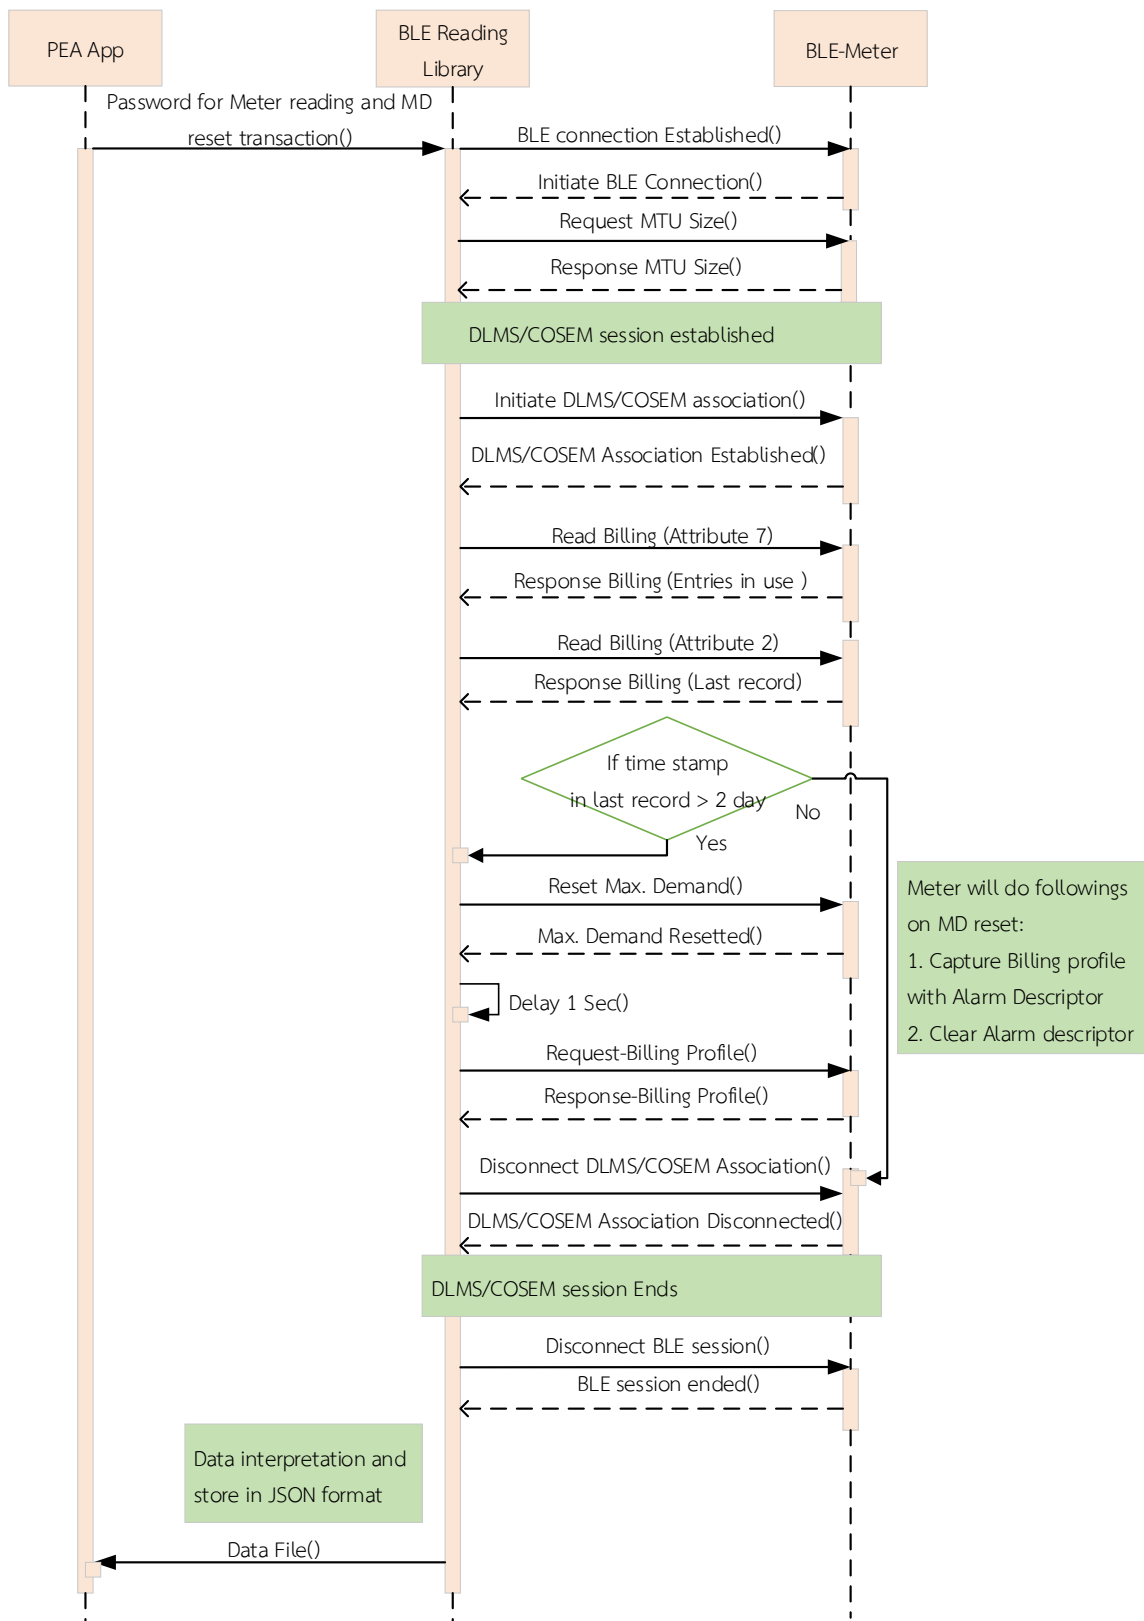 PEA App
BLE Reading
Library
BLE-Meter
Password for Meter reading and MD
reset transaction()
BLE connection Established()
Initiate BLE Connection()
Request MTU Size()
Response MTU Size()
DLMS/COSEM session established
Initiate DLMS/COSEM association()
DLMS/COSEM Association Established()
Read Billing (Attribute 7)
Response Billing (Entries in use )
Read Billing (Attribute 2)
Response Billing (Last record)
If time stamp
in last record > 2 day
No
Yes
Reset Max. Demand()
Max. Demand Resetted()
Meter will do followings
on MD reset:
1. Capture Billing profile
with Alarm Descriptor
2. Clear Alarm descriptor
Delay 1 Sec()
Request-Billing Profile()
Response-Billing Profile()
Disconnect DLMS/COSEM Association()
DLMS/COSEM Association Disconnected()
DLMS/COSEM session Ends
Disconnect BLE session()
BLE session ended()
Data interpretation and
store in JSON format
Data File()